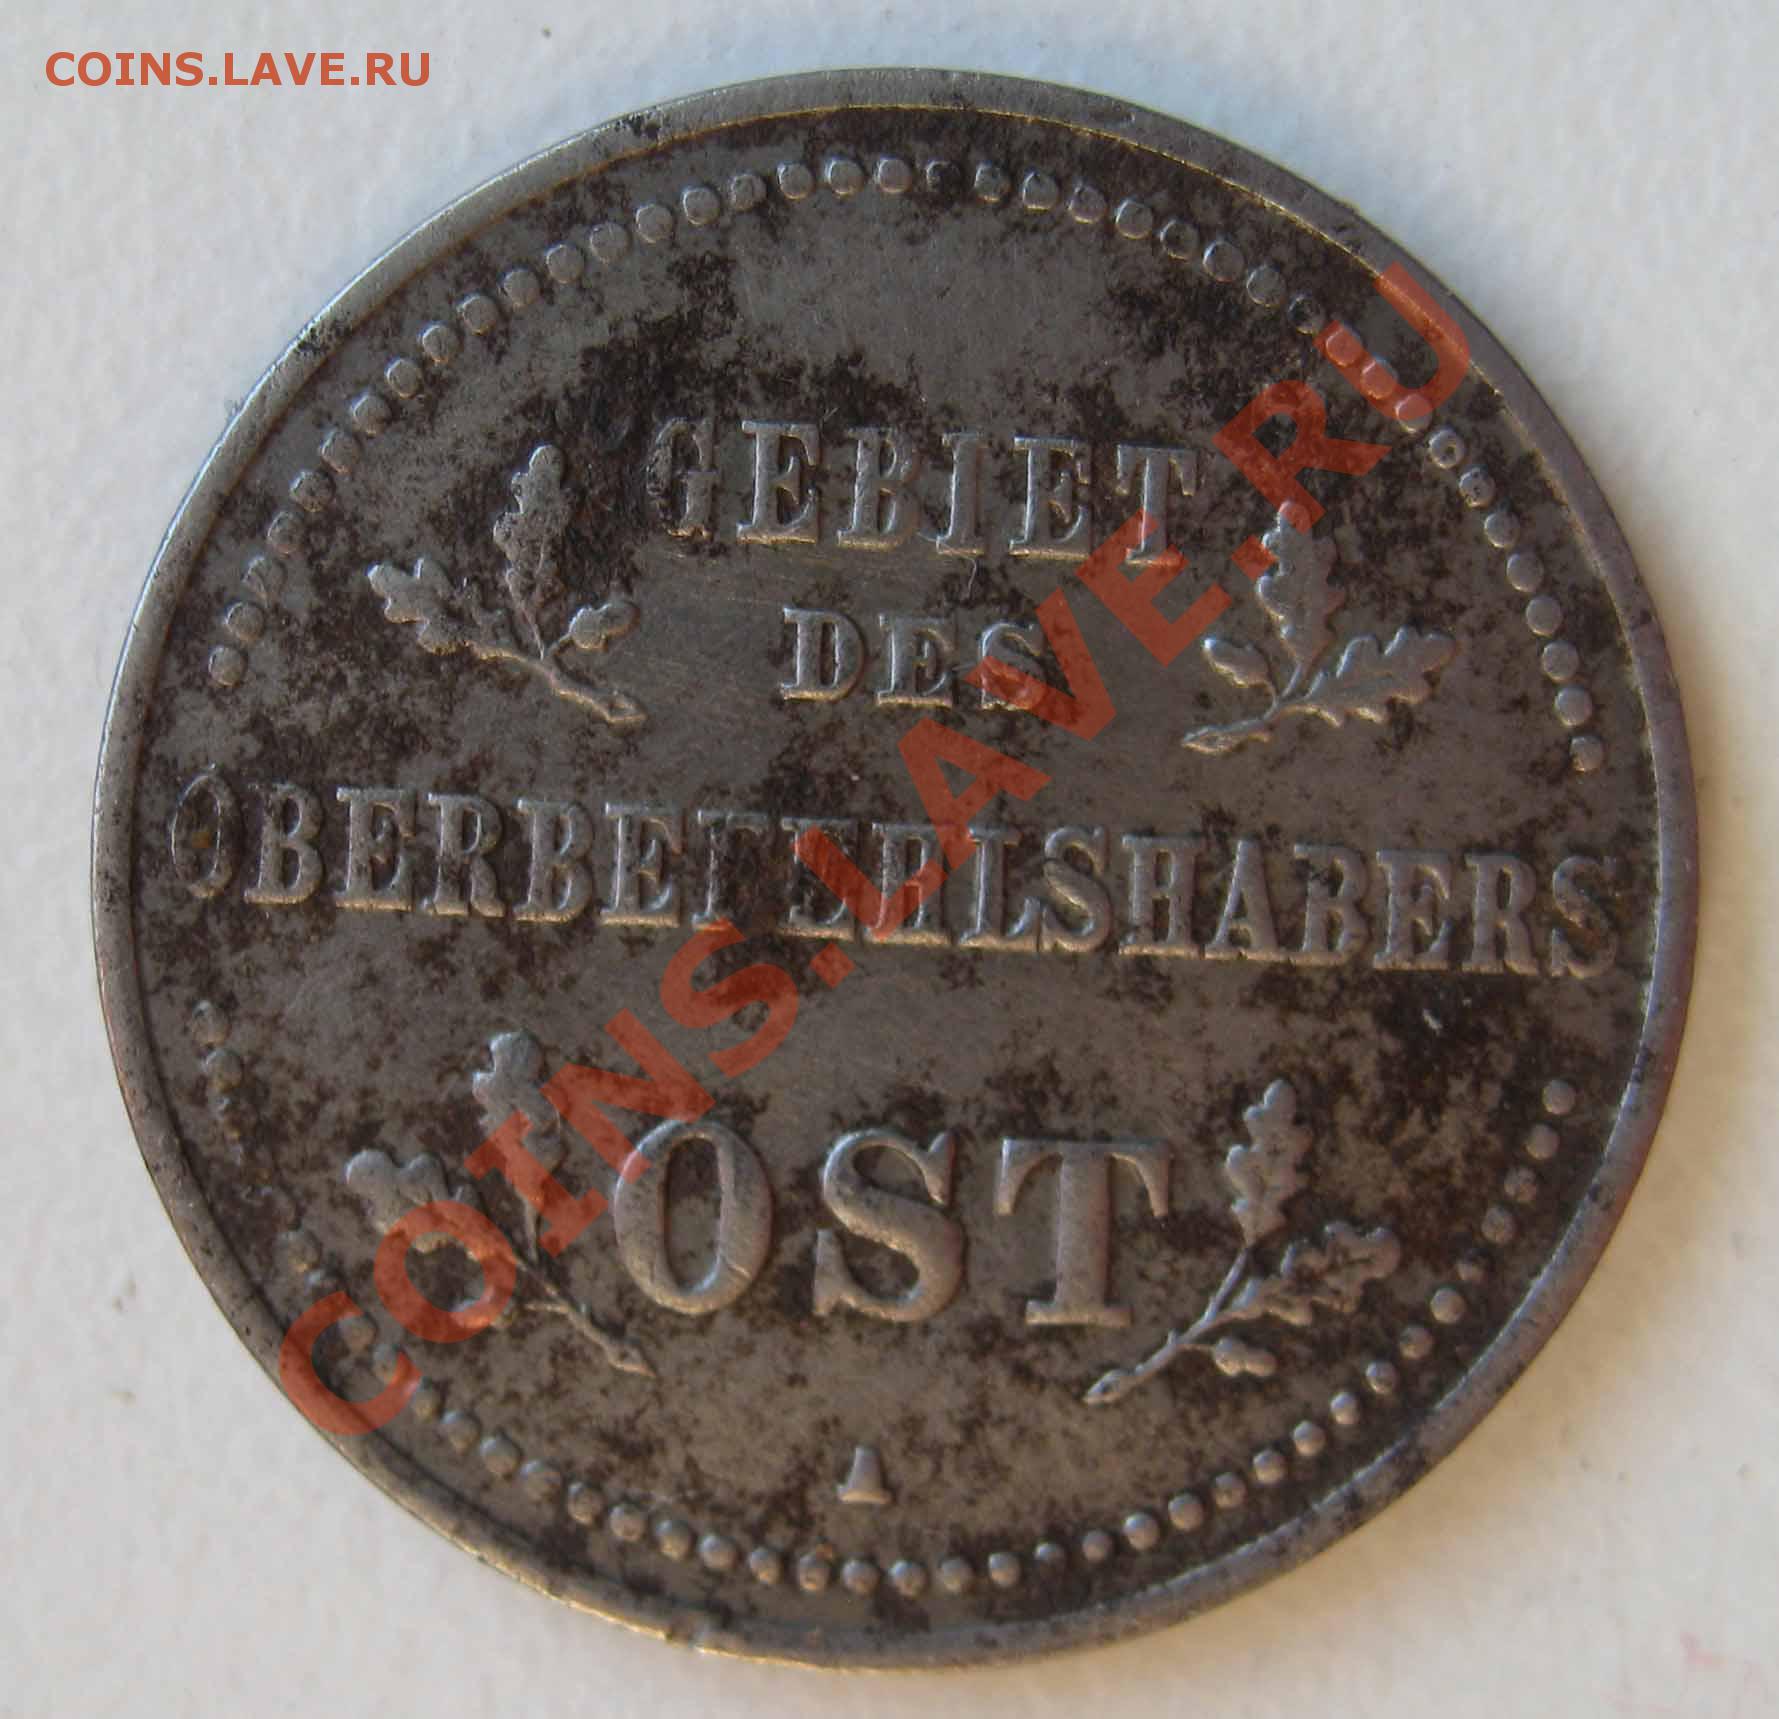 COINS.LAVE.RU
GEBIET
DES
OBERBEFEHLSHABERS
OST
A
COINS.LAVE.RU